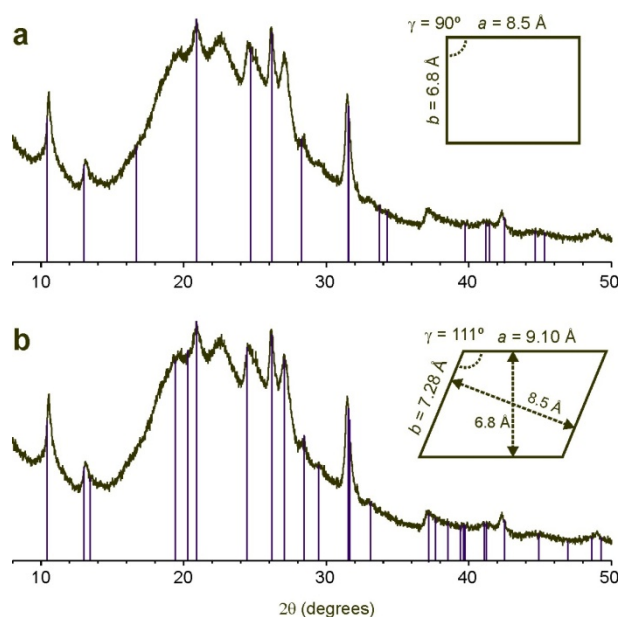 a
γ = 90º a = 8.5 Å
b = 6.8 Å
10 20 30 40 50
b
γ = 111º a = 9.10 Å
b = 7.28 Å
8.5 Å
6.8 Å
10 20 30 40 50
2θ (degrees)